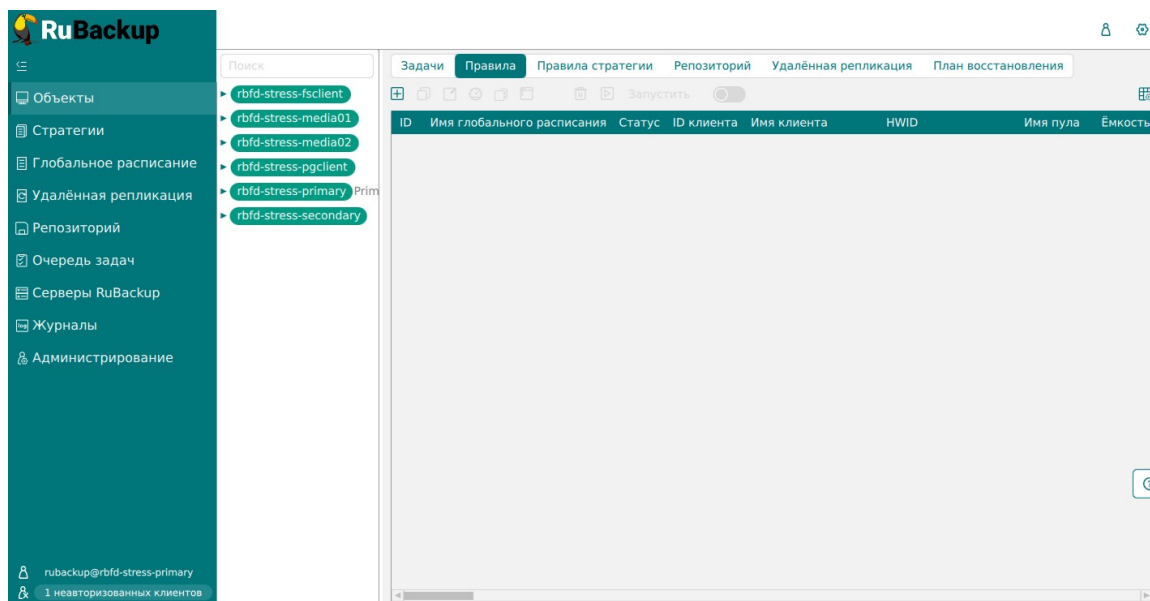 RuBackup
Объекты
Стратегии
Глобальное расписание
Удалённая репликация
Репозиторий
Очередь задач
Серверы RuBackup
Журналы
Администрирование
rubackup@rbfd-stress-primary
1 неавторизованных клиентов
Поиск
rbfd-stress-fsclient
rbfd-stress-media01
rbfd-stress-media02
rbfd-stress-pgclient
rbfd-stress-primary Prim
rbfd-stress-secondary
Задачи Правила Правила стратегии Репозиторий Удалённая репликация План восстановления
Запустить
ID Имя глобального расписания Статус ID клиента Имя клиента HWID Имя пула Ёмкость